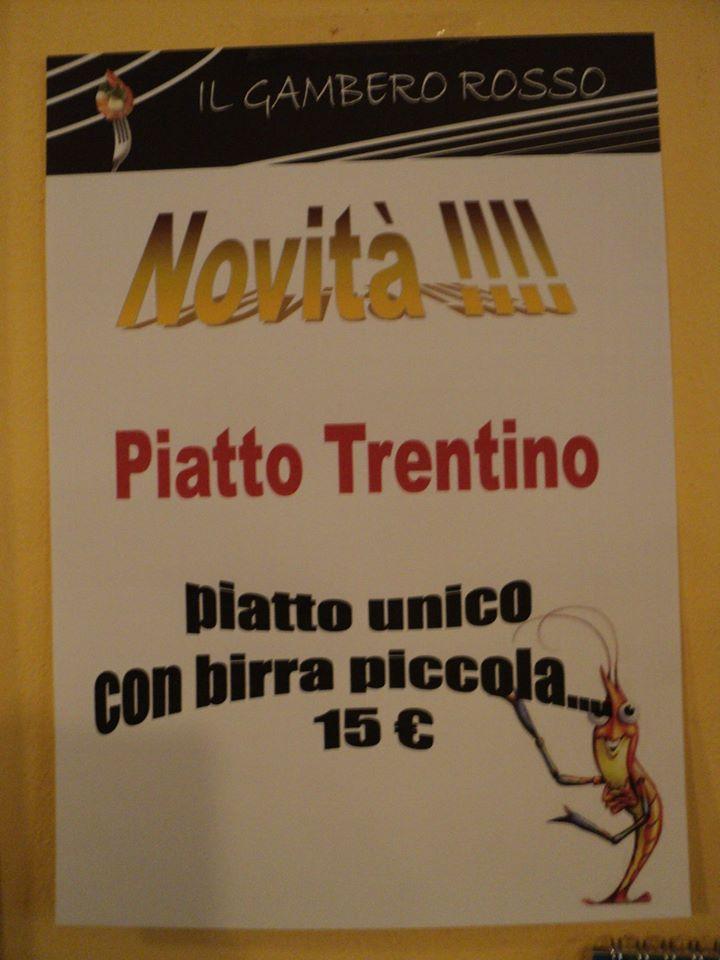 IL GAMBERO ROSSO
Novità !!!!
Piatto Trentino
piatto unico
con birra piccola...
15 €